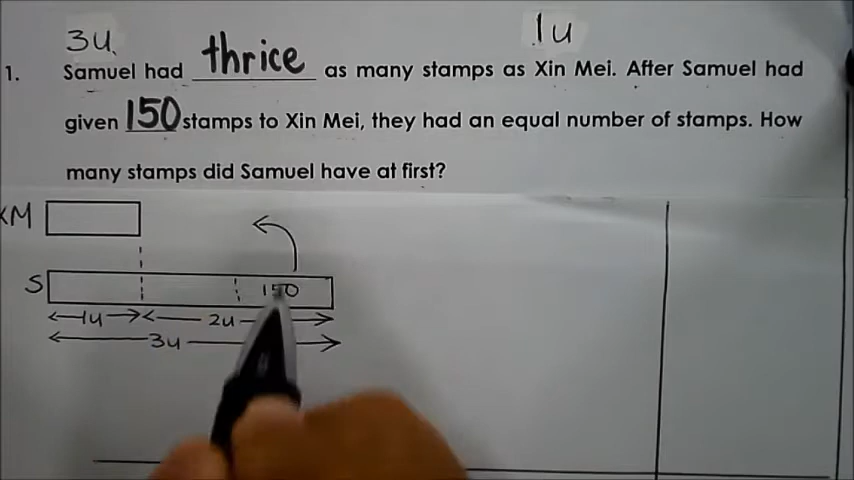 3u 1u
1. Samuel had thrice as many stamps as Xin Mei. After Samuel had
given 150 stamps to Xin Mei, they had an equal number of stamps. How
many stamps did Samuel have at first?
XM
S 150
1u 2u
3u